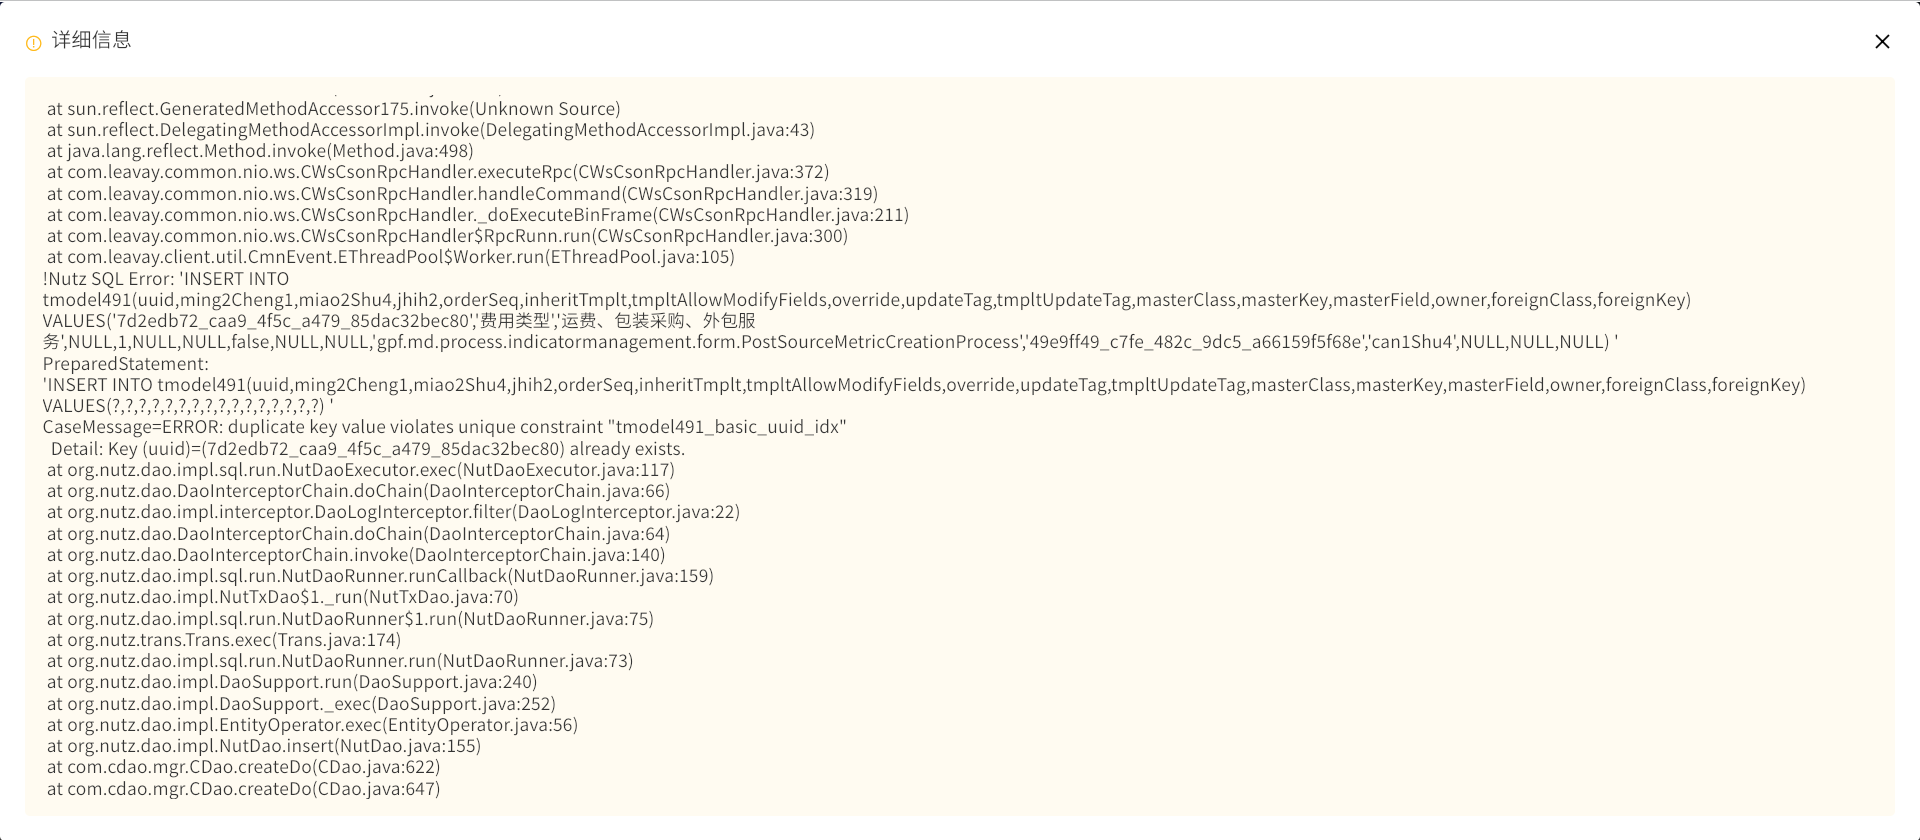 详细信息
at sun.reflect.GeneratedMethodAccessor175.invoke(Unknown Source)
at sun.reflect.DelegatingMethodAccessorImpl.invoke(DelegatingMethodAccessorImpl.java:43)
at java.lang.reflect.Method.invoke(Method.java:498)
at com.leavay.common.nio.ws.CWsCsonRpcHandler.executeRpc(CWsCsonRpcHandler.java:372)
at com.leavay.common.nio.ws.CWsCsonRpcHandler.handleCommand(CWsCsonRpcHandler.java:319)
at com.leavay.common.nio.ws.CWsCsonRpcHandler._doExecuteBinFrame(CWsCsonRpcHandler.java:211)
at com.leavay.common.nio.ws.CWsCsonRpcHandler$RpcRunn.run(CWsCsonRpcHandler.java:300)
at com.leavay.client.util.CmnEvent.EThreadPool$Worker.run(EThreadPool.java:105)
!Nutz SQL Error: 'INSERT INTO
tmodel491(uuid,ming2Cheng1,miao2Shu4,jhih2,orderSeq,inheritTmplt,tmpltAllowModifyFields,override,updateTag,tmpltUpdateTag,masterClass,masterKey,masterField,owner,foreignClass,foreignKey)
VALUES('7d2edb72_caa9_4f5c_a479_85dac32bec80','费用类型','运费、包装采购、外包服
务',NULL,1,NULL,NULL,false,NULL,NULL,'gpf.md.process.indicatormanagement.form.PostSourceMetricCreationProcess','49e9ff49_c7fe_482c_9dc5_a66159f5f68e','can1Shu4',NULL,NULL,NULL) '
PreparedStatement:
'INSERT INTO tmodel491(uuid,ming2Cheng1,miao2Shu4,jhih2,orderSeq,inheritTmplt,tmpltAllowModifyFields,override,updateTag,tmpltUpdateTag,masterClass,masterKey,masterField,owner,foreignClass,foreignKey)
VALUES(?,?,?,?,?,?,?,?,?,?,?,?,?,?,?,?) '
CaseMessage=ERROR: duplicate key value violates unique constraint "tmodel491_basic_uuid_idx"
Detail: Key (uuid)=(7d2edb72_caa9_4f5c_a479_85dac32bec80) already exists.
at org.nutz.dao.impl.sql.run.NutDaoExecutor.exec(NutDaoExecutor.java:117)
at org.nutz.dao.DaoInterceptorChain.doChain(DaoInterceptorChain.java:66)
at org.nutz.dao.impl.interceptor.DaoLogInterceptor.filter(DaoLogInterceptor.java:22)
at org.nutz.dao.DaoInterceptorChain.doChain(DaoInterceptorChain.java:64)
at org.nutz.dao.DaoInterceptorChain.invoke(DaoInterceptorChain.java:140)
at org.nutz.dao.impl.sql.run.NutDaoRunner.runCallback(NutDaoRunner.java:159)
at org.nutz.dao.impl.NutTxDao$1._run(NutTxDao.java:70)
at org.nutz.dao.impl.sql.run.NutDaoRunner$1.run(NutDaoRunner.java:75)
at org.nutz.trans.Trans.exec(Trans.java:174)
at org.nutz.dao.impl.sql.run.NutDaoRunner.run(NutDaoRunner.java:73)
at org.nutz.dao.impl.DaoSupport.run(DaoSupport.java:240)
at org.nutz.dao.impl.DaoSupport._exec(DaoSupport.java:252)
at org.nutz.dao.impl.EntityOperator.exec(EntityOperator.java:56)
at org.nutz.dao.impl.NutDao.insert(NutDao.java:155)
at com.cdao.mgr.CDao.createDo(CDao.java:622)
at com.cdao.mgr.CDao.createDo(CDao.java:647)